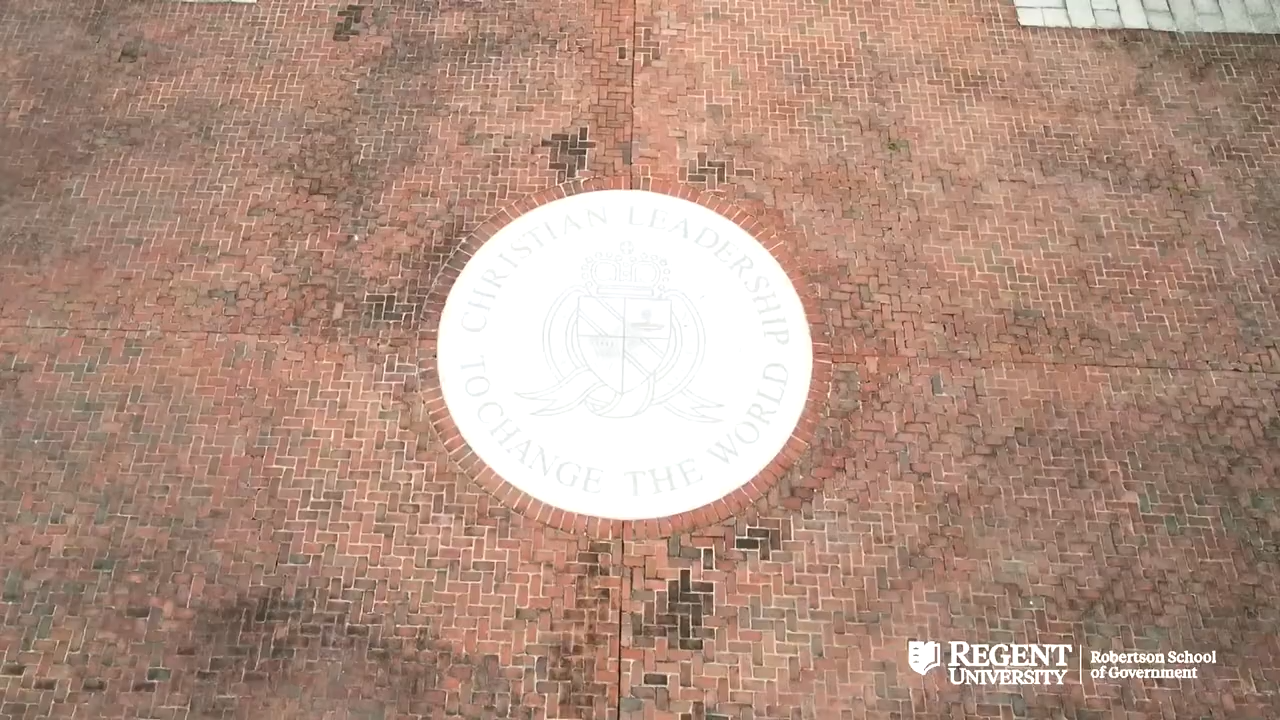 CHRISTIAN LEADERSHIP
TO CHANGE THE WORLD
REGENT
UNIVERSITY
Robertson School
of Government